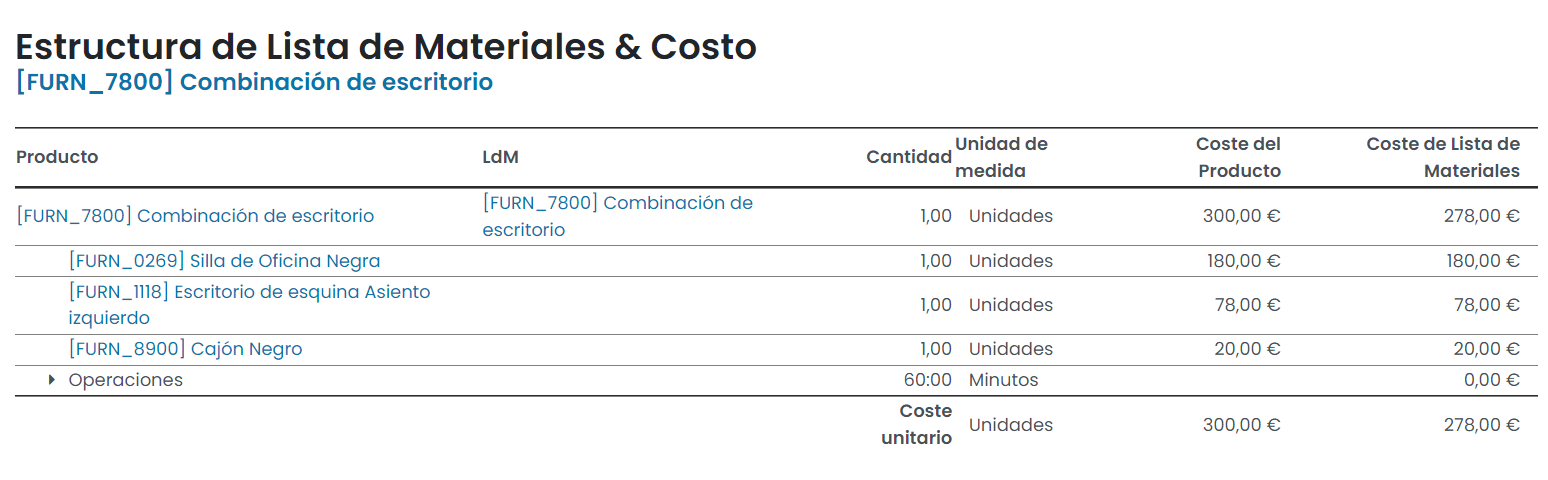 Estructura de Lista de Materiales & Costo
[FURN_7800] Combinación de escritorio
Producto LdM Cantidad Unidad de medida Coste del Producto Coste de Lista de Materiales
[FURN_7800] Combinación de escritorio [FURN_7800] Combinación de escritorio 1,00 Unidades 300,00 € 278,00 €
[FURN_0269] Silla de Oficina Negra 1,00 Unidades 180,00 € 180,00 €
[FURN_1118] Escritorio de esquina Asiento izquierdo 1,00 Unidades 78,00 € 78,00 €
[FURN_8900] Cajón Negro 1,00 Unidades 20,00 € 20,00 €
Operaciones 60:00 Minutos 0,00 €
Coste unitario Unidades 300,00 € 278,00 €